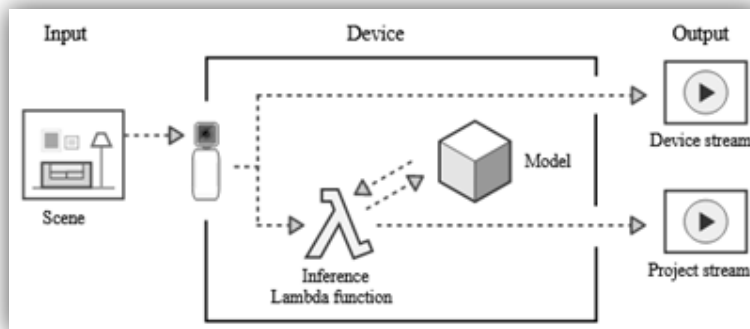 Input
Device
Output
Device stream
Model
Scene
Inference
Lambda function
Project stream